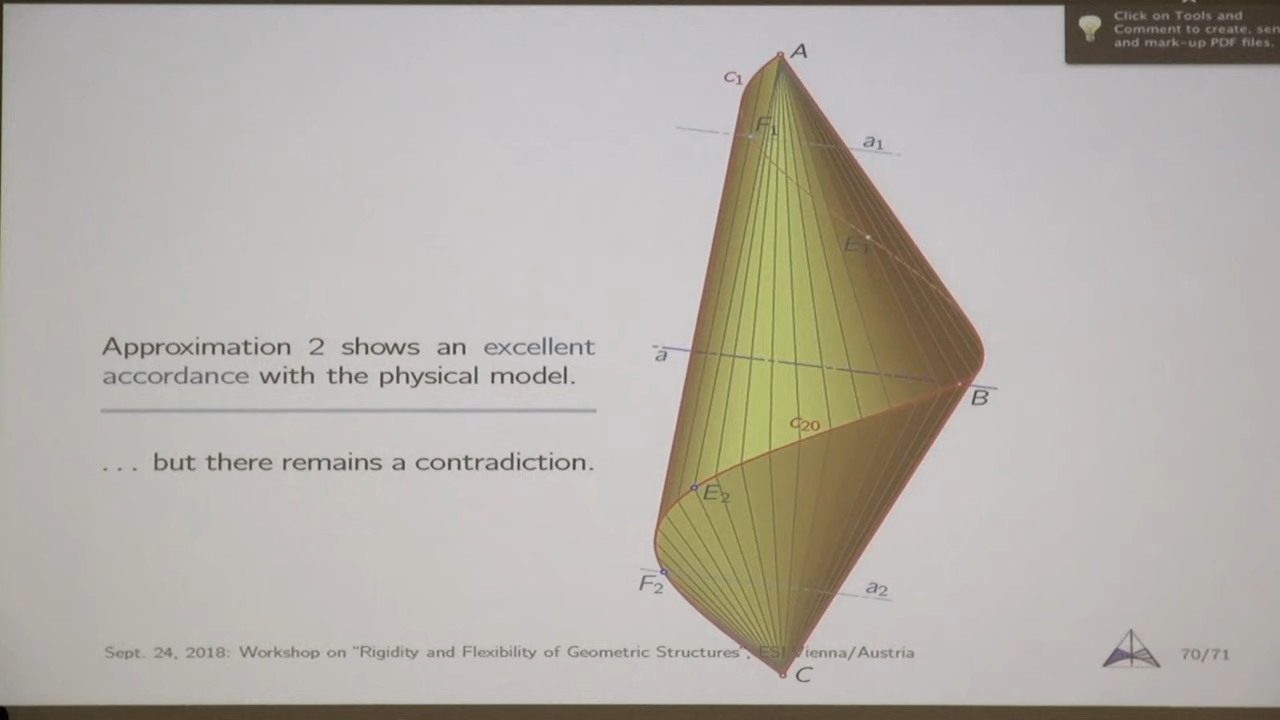 Click on Tools and
Comment to create, sen
and mark-up PDF files.
A
c1
F1
a1
E1
a
B
c20
Approximation 2 shows an excellent
accordance with the physical model.
... but there remains a contradiction.
E2
F2
a2
Sept. 24, 2018: Workshop on "Rigidity and Flexibility of Geometric Structures", ESI Vienna/Austria
C
70/71